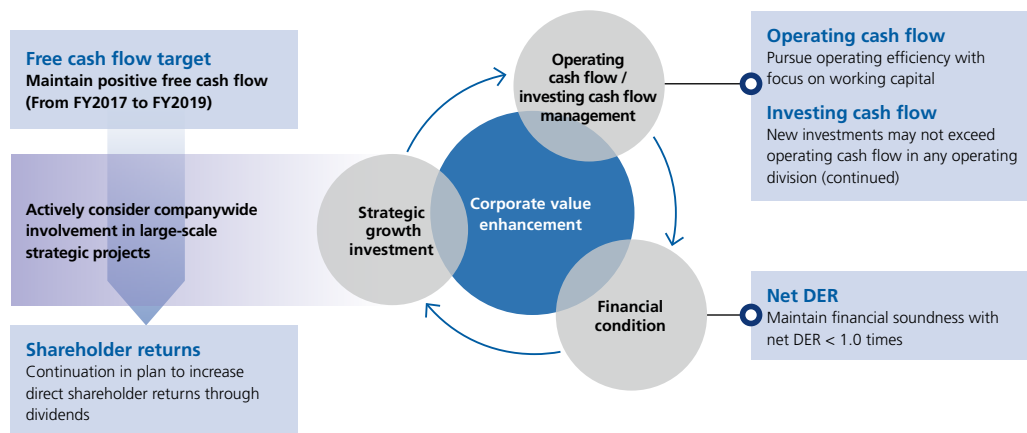 Free cash flow target
Maintain positive free cash flow
(From FY2017 to FY2019)
Actively consider companywide
involvement in large-scale
strategic projects
Shareholder returns
Continuation in plan to increase
direct shareholder returns through
dividends
Strategic
growth
investment
Corporate value
enhancement
Operating
cash flow /
investing cash flow
management
Financial
condition
Operating cash flow
Pursue operating efficiency with
focus on working capital
Investing cash flow
New investments may not exceed
operating cash flow in any operating
division (continued)
Net DER
Maintain financial soundness with
net DER < 1.0 times